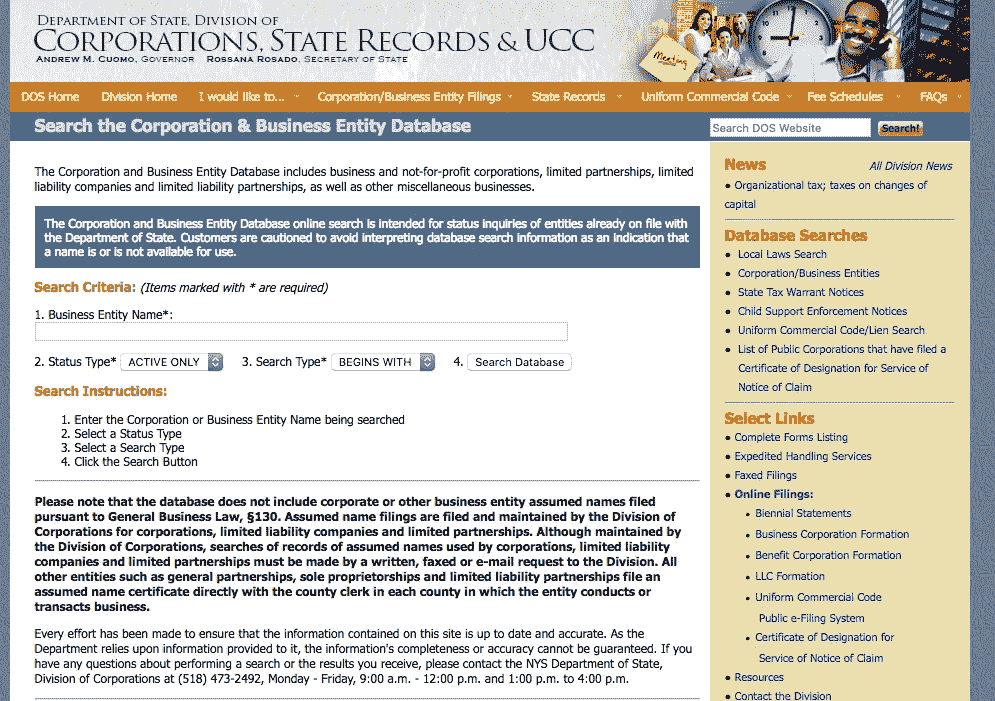 DEPARTMENT OF STATE, DIVISION OF
CORPORATIONS, STATE RECORDS & UCC
ANDREW M. CUOMO, GOVERNOR ROSSANA ROSADO, SECRETARY OF STATE
Meeting
DOS Home Division Home I would like to... Corporation/Business Entity Filings State Records Uniform Commercial Code Fee Schedules FAQs
Search the Corporation & Business Entity Database
Search DOS Website Search!
The Corporation and Business Entity Database includes business and not-for-profit corporations, limited partnerships, limited
liability companies and limited liability partnerships, as well as other miscellaneous businesses.
The Corporation and Business Entity Database online search is intended for status inquiries of entities already on file with
the Department of State. Customers are cautioned to avoid interpreting database search information as an indication that
a name is or is not available for use.
Search Criteria: (Items marked with * are required)
1. Business Entity Name*:
2. Status Type* ACTIVE ONLY 3. Search Type* BEGINS WITH 4. Search Database
Search Instructions:
1. Enter the Corporation or Business Entity Name being searched
2. Select a Status Type
3. Select a Search Type
4. Click the Search Button
Please note that the database does not include corporate or other business entity assumed names filed
pursuant to General Business Law, §130. Assumed name filings are filed and maintained by the Division of
Corporations for corporations, limited liability companies and limited partnerships. Although maintained by
the Division of Corporations, searches of records of assumed names used by corporations, limited liability
companies and limited partnerships must be made by a written, faxed or e-mail request to the Division. All
other entities such as general partnerships, sole proprietorships and limited liability partnerships file an
assumed name certificate directly with the county clerk in each county in which the entity conducts or
transacts business.
Every effort has been made to ensure that the information contained on this site is up to date and accurate. As the
Department relies upon information provided to it, the information's completeness or accuracy cannot be guaranteed. If you
have any questions about performing a search or the results you receive, please contact the NYS Department of State,
Division of Corporations at (518) 473-2492, Monday - Friday, 9:00 a.m. - 12:00 p.m. and 1:00 p.m. to 4:00 p.m.
News All Division News
• Organizational tax; taxes on changes of
capital
Database Searches
• Local Laws Search
• Corporation/Business Entities
• State Tax Warrant Notices
• Child Support Enforcement Notices
• Uniform Commercial Code/Lien Search
• List of Public Corporations that have filed a
Certificate of Designation for Service of
Notice of Claim
Select Links
• Complete Forms Listing
• Expedited Handling Services
• Faxed Filings
• Online Filings:
• Biennial Statements
• Business Corporation Formation
• Benefit Corporation Formation
• LLC Formation
• Uniform Commercial Code
Public e-Filing System
• Certificate of Designation for
Service of Notice of Claim
• Resources
• Contact the Division